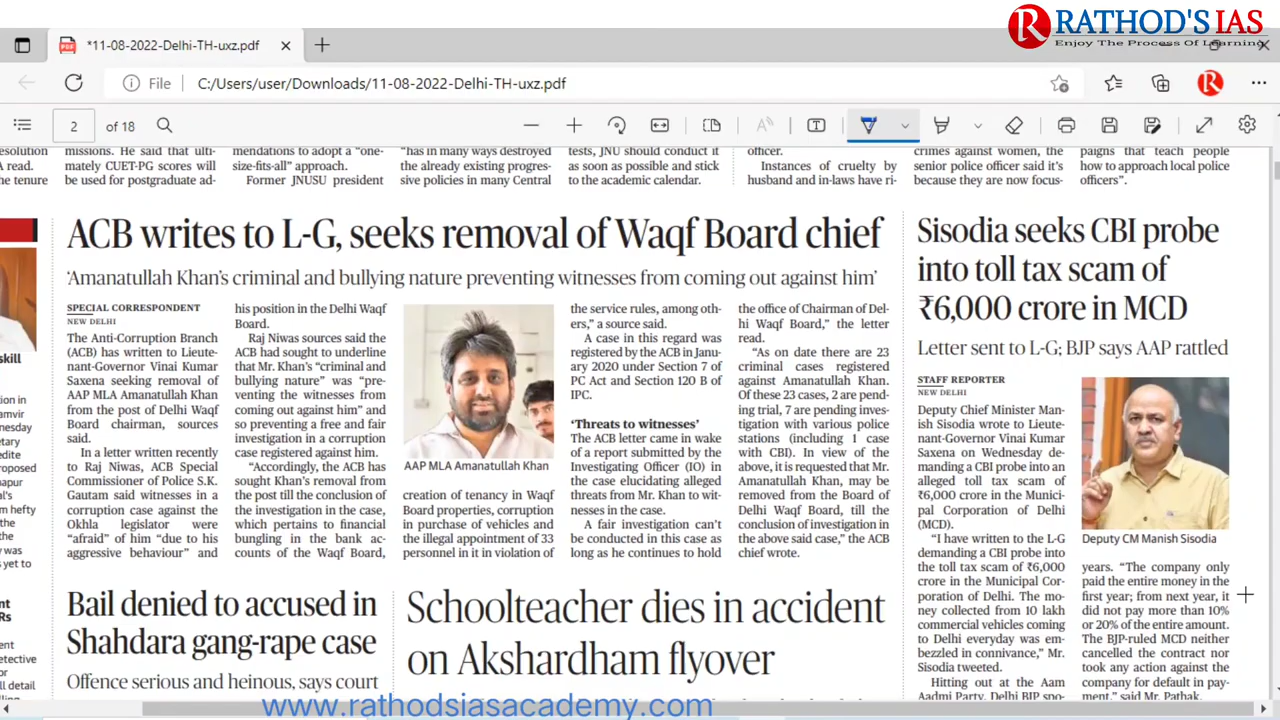 RATHOD'S IAS
Enjoy The Process Of Learning
*11-08-2022-Delhi-TH-uxz.pdf
File
C:/Users/user/Downloads/11-08-2022-Delhi-TH-uxz.pdf
2
of 18
esolution
A read.
he tenure
missions. He said that ulti-
mately CUET-PG scores will
be used for postgraduate ad-
mendations to adopt a "one-
size-fits-all" approach.
Former JNUSU president
"has in many ways destroyed
the already existing progres-
sive policies in many Central
tests, JNU should conduct it
as soon as possible and stick
to the academic calendar.
officer.
Instances of cruelty by
husband and in-laws have ri-
crimes against women, the
senior police officer said it's
because they are now focus-
paigns that teach people
how to approach local police
officers".
ACB writes to L-G, seeks removal of Waqf Board chief
'Amanatullah Khan's criminal and bullying nature preventing witnesses from coming out against him'
SPECIAL CORRESPONDENT
NEW DELHI
The Anti-Corruption Branch
(ACB) has written to Lieute-
nant-Governor Vinai Kumar
Saxena seeking removal of
AAP MLA Amanatullah Khan
from the post of Delhi Waqf
Board chairman, sources
said.
In a letter written recently
to Raj Niwas, ACB Special
Commissioner of Police S.K.
Gautam said witnesses in a
corruption case against the
Okhla legislator were
"afraid" of him "due to his
aggressive behaviour" and
his position in the Delhi Waqf
Board.
Raj Niwas sources said the
ACB had sought to underline
that Mr. Khan's "criminal and
bullying nature" was "pre-
venting the witnesses from
coming out against him" and
so preventing a free and fair
investigation in a corruption
case registered against him.
"Accordingly, the ACB has
sought Khan's removal from
the post till the conclusion of
the investigation in the case,
which pertains to financial
bungling in the bank ac-
counts of the Waqf Board,
AAP MLA Amanatullah Khan
creation of tenancy in Waqf
Board properties, corruption
in purchase of vehicles and
the illegal appointment of 33
personnel in it in violation of
the service rules, among oth-
ers," a source said.
A case in this regard was
registered by the ACB in Janu-
ary 2020 under Section 7 of
PC Act and Section 120 B of
IPC.
'Threats to witnesses'
The ACB letter came in wake
of a report submitted by the
Investigating Officer (IO) in
the case elucidating alleged
threats from Mr. Khan to wit-
nesses in the case.
A fair investigation can't
be conducted in this case as
long as he continues to hold
the office of Chairman of Del-
hi Waqf Board," the letter
read.
"As on date there are 23
criminal cases registered
against Amanatullah Khan.
Of these 23 cases, 2 are pend-
ing trial, 7 are pending inves-
tigation with various police
stations (including 1 case
with CBI). In view of the
above, it is requested that Mr.
Amanatullah Khan, may be
removed from the Board of
Delhi Waqf Board, till the
conclusion of investigation in
the above said case," the ACB
chief wrote.
Sisodia seeks CBI probe
into toll tax scam of
₹6,000 crore in MCD
Letter sent to L-G; BJP says AAP rattled
STAFF REPORTER
NEW DELHI
Deputy Chief Minister Man-
ish Sisodia wrote to Lieute-
nant-Governor Vinai Kumar
Saxena on Wednesday de-
manding a CBI probe into an
alleged toll tax scam of
₹6,000 crore in the Munici-
pal Corporation of Delhi
(MCD).
"I have written to the L-G
demanding a CBI probe into
the toll tax scam of ₹6,000
crore in the Municipal Cor-
poration of Delhi. The mo-
ney collected from 10 lakh
commercial vehicles coming
to Delhi everyday was em-
bezzled in connivance," Mr.
Sisodia tweeted.
Hitting out at the Aam
Aadmi Party, Delhi BJP spo-
Deputy CM Manish Sisodia
years. "The company only
paid the entire money in the
first year; from next year, it
did not pay more than 10%
or 20% of the entire amount.
The BJP-ruled MCD neither
cancelled the contract nor
took any action against the
company for default in pay-
ment," said Mr. Pathak.
Bail denied to accused in
Shahdara gang-rape case
Offence serious and heinous, says court
Schoolteacher dies in accident
on Akshardham flyover
www.rathodsiasacademy.com